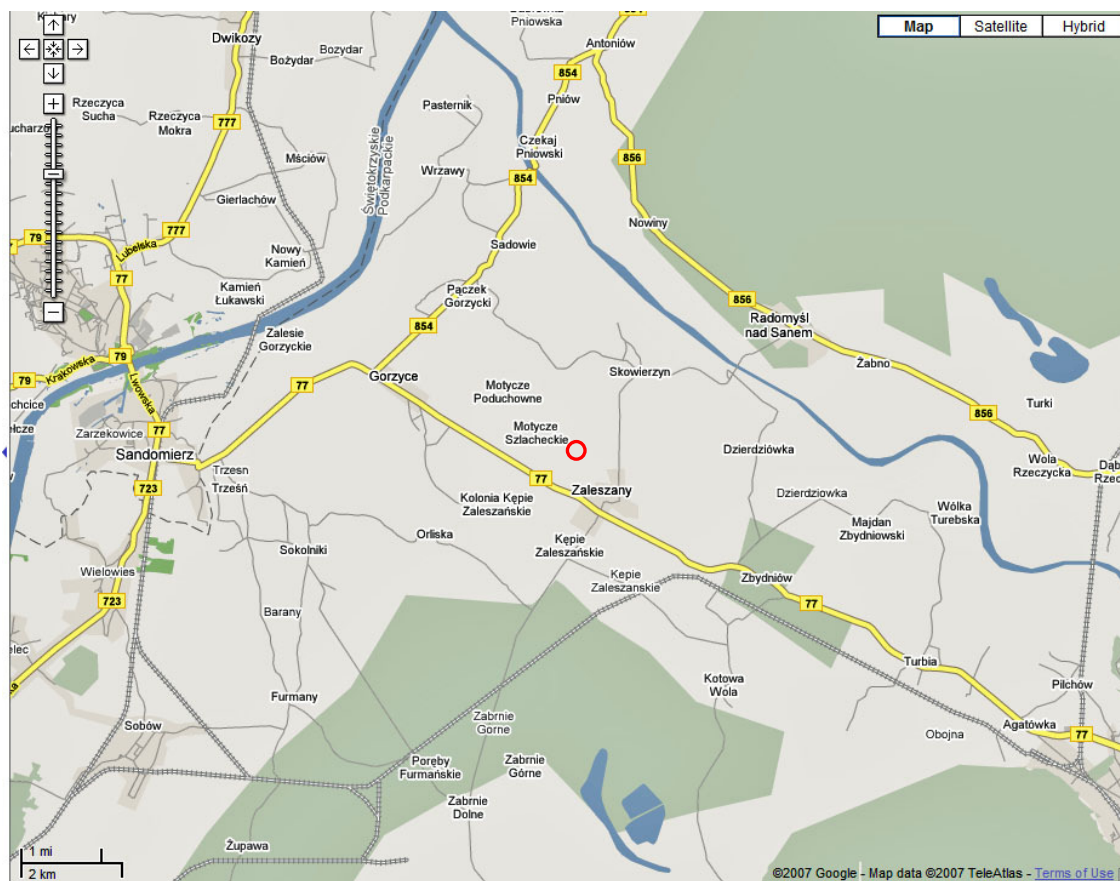 Map Satellite Hybrid
Dwikozy
Bozydar
Bożydar
Pniowska
Antoniów
854
Pniów
Rzeczyca
Sucha
Rzeczyca
Mokra
777
Pasternik
Mściów
Świętokrzyskie
Podkarpackie
Czekaj
Pniowski
856
Wrzawy
854
Gierlachów
777
Lubelska
79
77
Nowy
Kamień
Sadowie
Nowiny
Kamień
Łukawski
Pączek
Gorzycki
856
Radomyśl
nad Sanem
854
Zalesie
Gorzyckie
79
Krakowska
79
Lwowska
Gorzyce
77
Skowierzyn
Żabno
Motycze
Poduchowne
Turki
856
Zarzekowice
77
Sandomierz
Motycze
Szlacheckie
Dzierdziówka
Wola
Rzeczycka
Trzesn
Trześń
723
77
Zaleszany
Kolonia Kępie
Zaleszańskie
Dzierdziowka
Wólka
Turebska
Majdan
Zbydniowski
Orliska
Sokolniki
Kępie
Zaleszańskie
Wielowies
Kepie
Zaleszanskie
Zbydniów
77
723
Barany
Turbia
Kotowa
Wola
Pilchów
Furmany
Zabrnie
Gorne
Sobów
Agatówka
77
Obojna
Poręby
Furmańskie
Zabrnie
Górne
Zabrnie
Dolne
Żupawa
1 mi
2 km
©2007 Google - Map data ©2007 TeleAtlas - Terms of Use